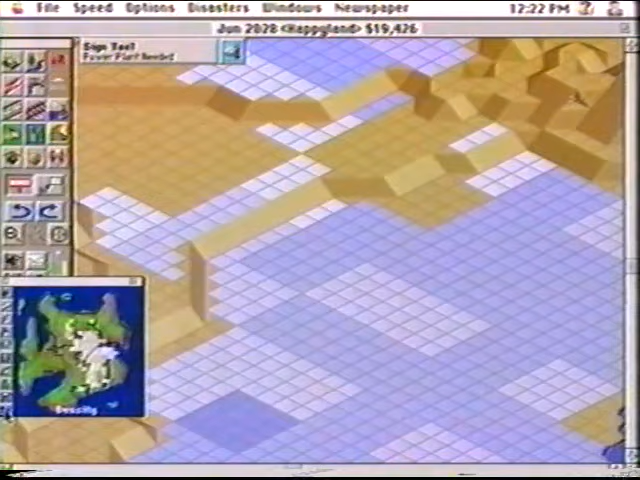 File Speed Options Disasters Windows Newspaper 12:22 PM
Jun 2028 <Happyland> $19,426
Sign Tool
Power Plant Needed
Density